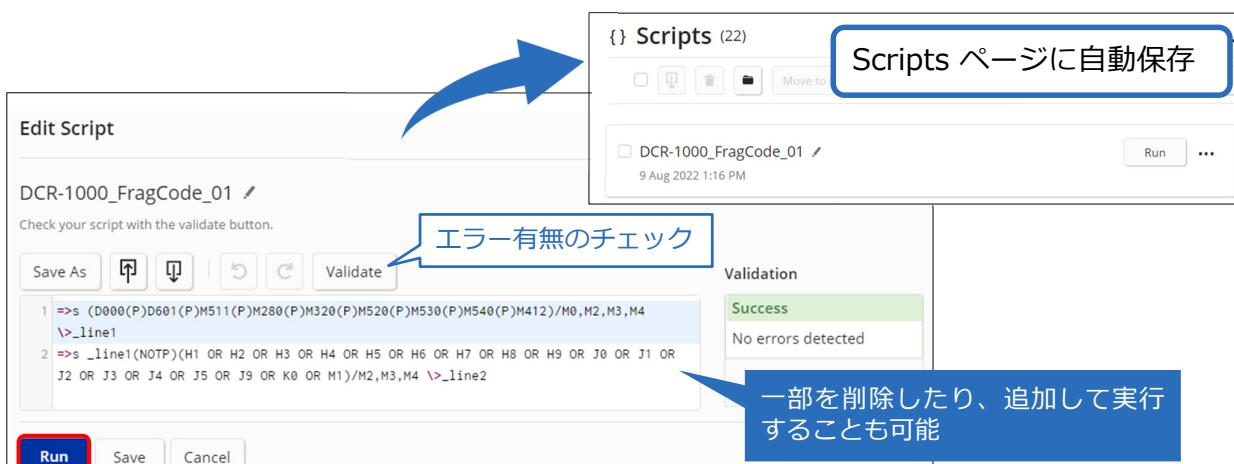 {} Scripts (22)
Scripts ページに自動保存
Move to
DCR-1000_FragCode_01
Run
9 Aug 2022 1:16 PM
Edit Script
DCR-1000_FragCode_01
Check your script with the validate button.
エラー有無のチェック
Save As
Validate
Validation
1 =>s (D000(P)D601(P)M511(P)M280(P)M320(P)M520(P)M530(P)M540(P)M412)/M0,M2,M3,M4
\>_line1
2 =>s _line1(NOTP)(H1 OR H2 OR H3 OR H4 OR H5 OR H6 OR H7 OR H8 OR H9 OR J0 OR J1 OR
J2 OR J3 OR J4 OR J5 OR J9 OR K0 OR M1)/M2,M3,M4 \>_line2
Success
No errors detected
一部を削除したり、追加して実行
することも可能
Run
Save
Cancel